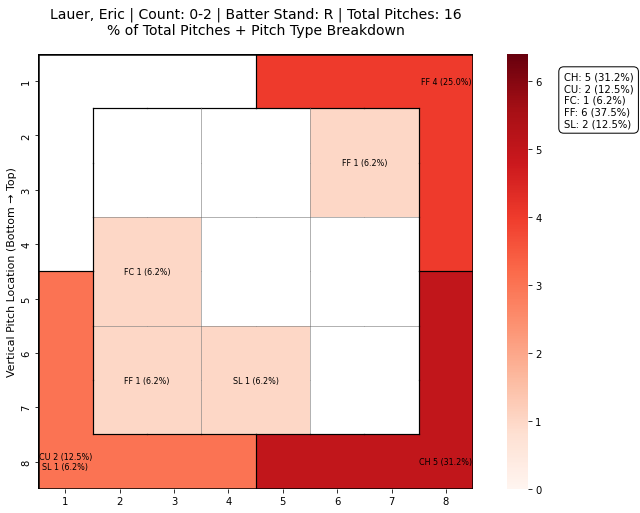 Lauer, Eric | Count: 0-2 | Batter Stand: R | Total Pitches: 16
% of Total Pitches + Pitch Type Breakdown
Vertical Pitch Location (Bottom → Top)
1
2
3
4
5
6
7
8
FF 4 (25.0%)
FF 1 (6.2%)
FC 1 (6.2%)
FF 1 (6.2%)
SL 1 (6.2%)
CU 2 (12.5%)
SL 1 (6.2%)
CH 5 (31.2%)
1
2
3
4
5
6
7
8
6
5
4
3
2
1
0
CH: 5 (31.2%)
CU: 2 (12.5%)
FC: 1 (6.2%)
FF: 6 (37.5%)
SL: 2 (12.5%)